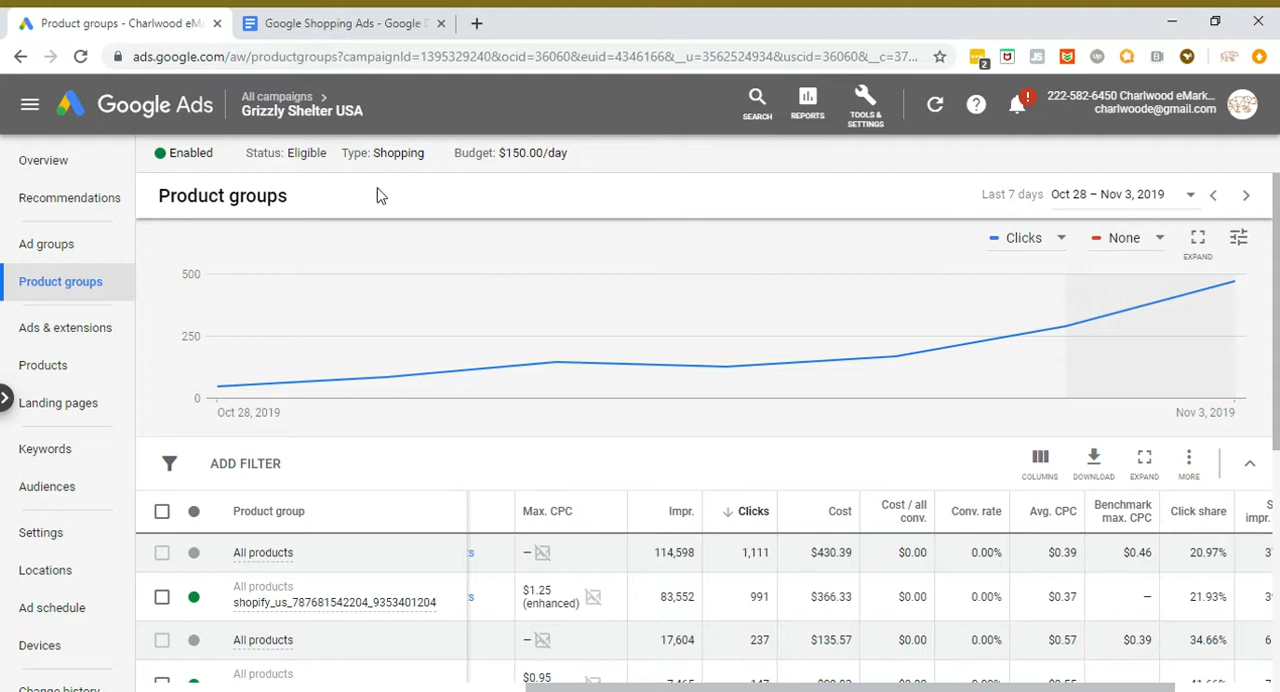 Product groups - Charlwood eMa
Google Shopping Ads - Google D
ads.google.com/aw/productgroups?campaignId=1395329240&ocid=36060&euid=4346166&__u=3562524934&uscid=36060&__c=37...
2
Google Ads
All campaigns
Grizzly Shelter USA
SEARCH
REPORTS
TOOLS & SETTINGS
222-582-6450 Charlwood eMark...
charlwoode@gmail.com
Overview
Recommendations
Ad groups
Product groups
Ads & extensions
Products
Landing pages
Keywords
Audiences
Settings
Locations
Ad schedule
Devices
Change history
Enabled Status: Eligible Type: Shopping Budget: $150.00/day
Product groups
Last 7 days Oct 28 – Nov 3, 2019
Clicks None
EXPAND
500
250
0
Oct 28, 2019 Nov 3, 2019
ADD FILTER
COLUMNS DOWNLOAD EXPAND MORE
Product group Max. CPC Impr. Clicks Cost Cost / all conv. Conv. rate Avg. CPC Benchmark max. CPC Click share S impr.
All products – 114,598 1,111 $430.39 $0.00 0.00% $0.39 $0.46 20.97%
All products
shopify_us_787681542204_9353401204 $1.25 (enhanced) 83,552 991 $366.33 $0.00 0.00% $0.37 — 21.93%
All products – 17,604 237 $135.57 $0.00 0.00% $0.57 $0.39 34.66%
All products $0.95